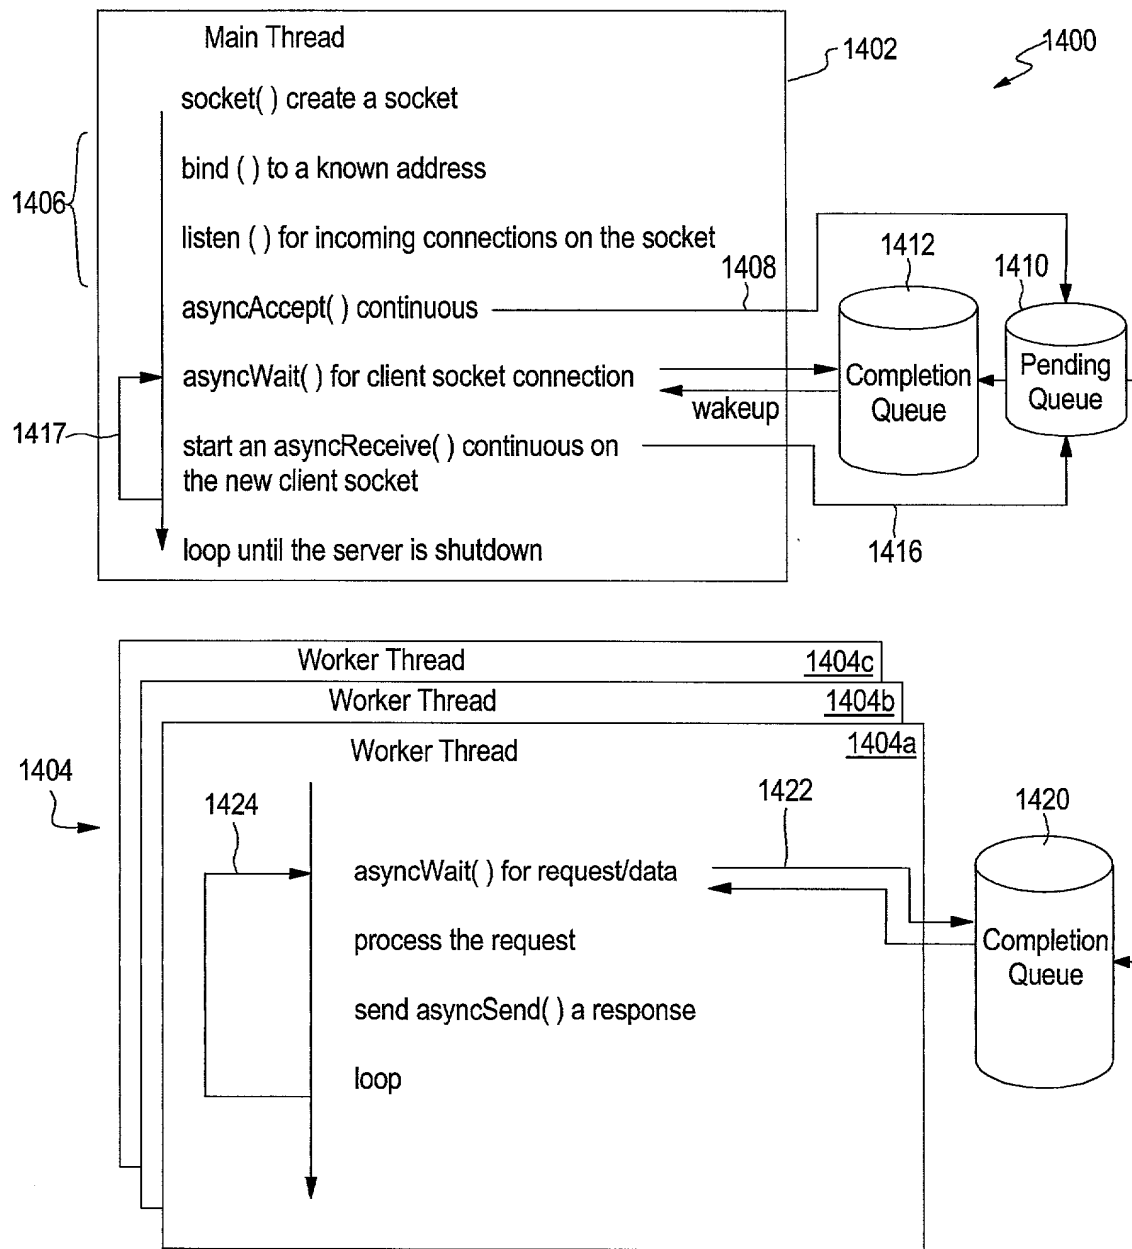 Main Thread
1402
1400
socket( ) create a socket
bind ( ) to a known address
1406
listen ( ) for incoming connections on the socket
1408
1412
1410
asyncAccept( ) continuous
asyncWait( ) for client socket connection
wakeup
Completion
Queue
Pending
Queue
1417
start an asyncReceive( ) continuous on
the new client socket
1416
loop until the server is shutdown
Worker Thread
1404c
Worker Thread
1404b
Worker Thread
1404a
1404
1424
1422
1420
asyncWait( ) for request/data
process the request
Completion
Queue
send asyncSend( ) a response
loop